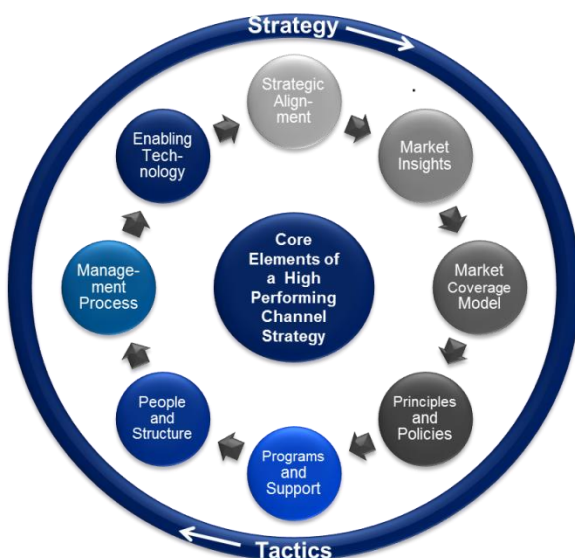 Strategy
Strategic
Align-
ment
Market
Insights
Market
Coverage
Model
Principles
and
Policies
Programs
and
Support
People
and
Structure
Manage-
ment
Process
Enabling
Tech-
nology
Core
Elements of
a High
Performing
Channel
Strategy
Tactics